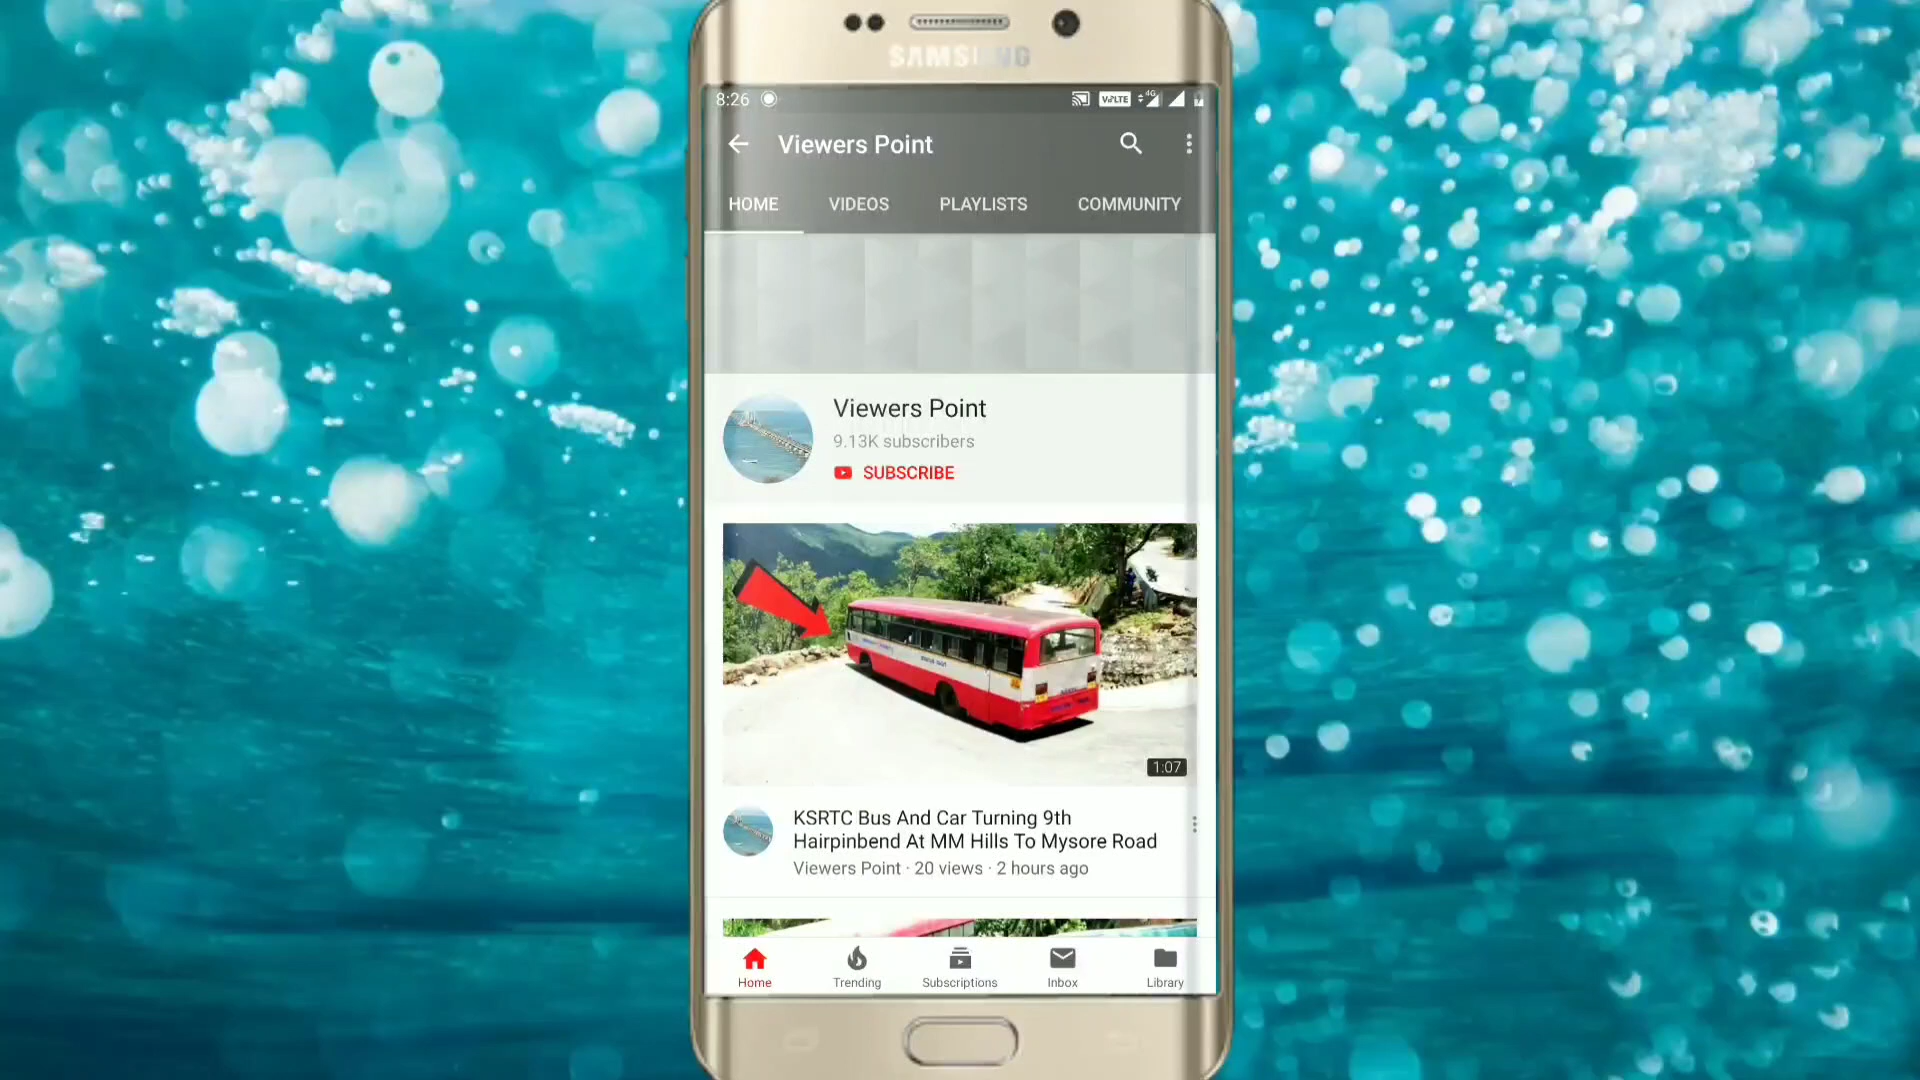 SAMSUNG
8:26
VoLTE 4G
Viewers Point
HOME VIDEOS PLAYLISTS COMMUNITY
Viewers Point
9.13K subscribers
SUBSCRIBE
1:07
KSRTC Bus And Car Turning 9th
Hairpinbend At MM Hills To Mysore Road
Viewers Point · 20 views · 2 hours ago
Home Trending Subscriptions Inbox Library